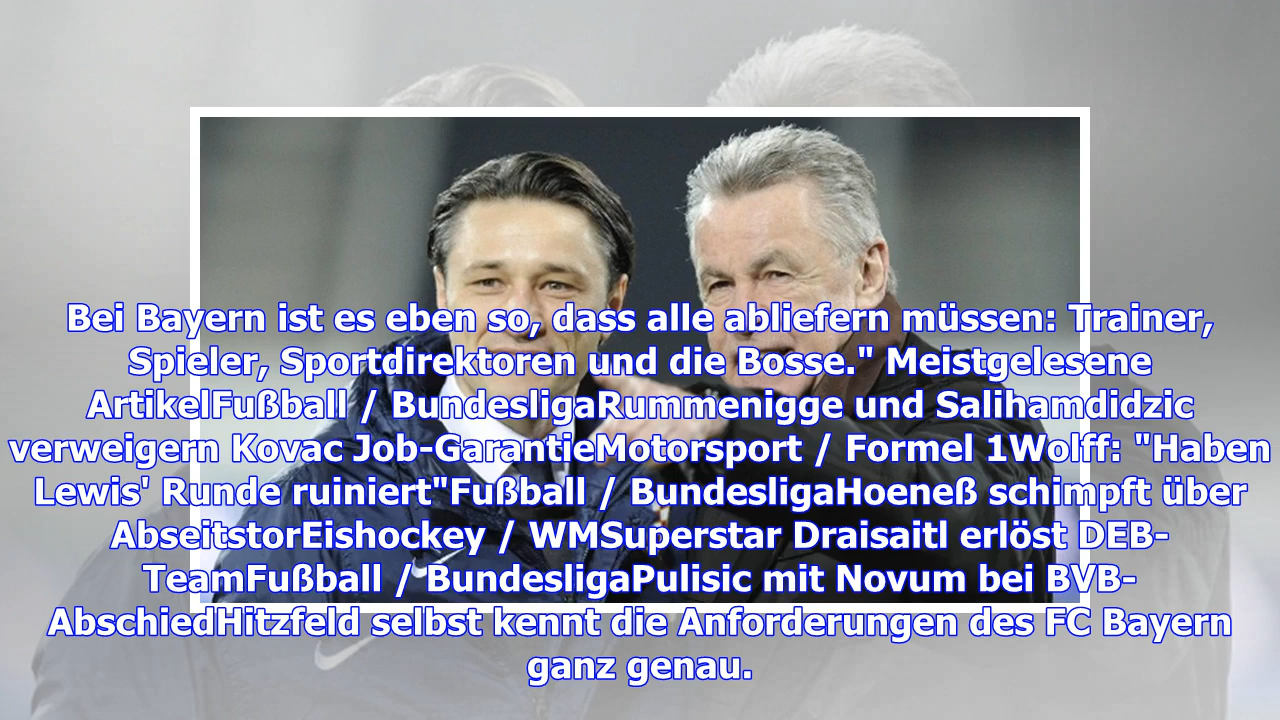 Bei Bayern ist es eben so, dass alle abliefern müssen: Trainer,
Spieler, Sportdirektoren und die Bosse." Meistgelesene
ArtikelFußball / BundesligaRummenigge und Salihamdidzic
verweigern Kovac Job-GarantieMotorsport / Formel 1Wolff: "Haben
Lewis' Runde ruiniert"Fußball / BundesligaHoeneß schimpft über
AbseitstorEishockey / WMSuperstar Draisaitl erlöst DEB-
TeamFußball / BundesligaPulisic mit Novum bei BVB-
AbschiedHitzfeld selbst kennt die Anforderungen des FC Bayern
ganz genau.